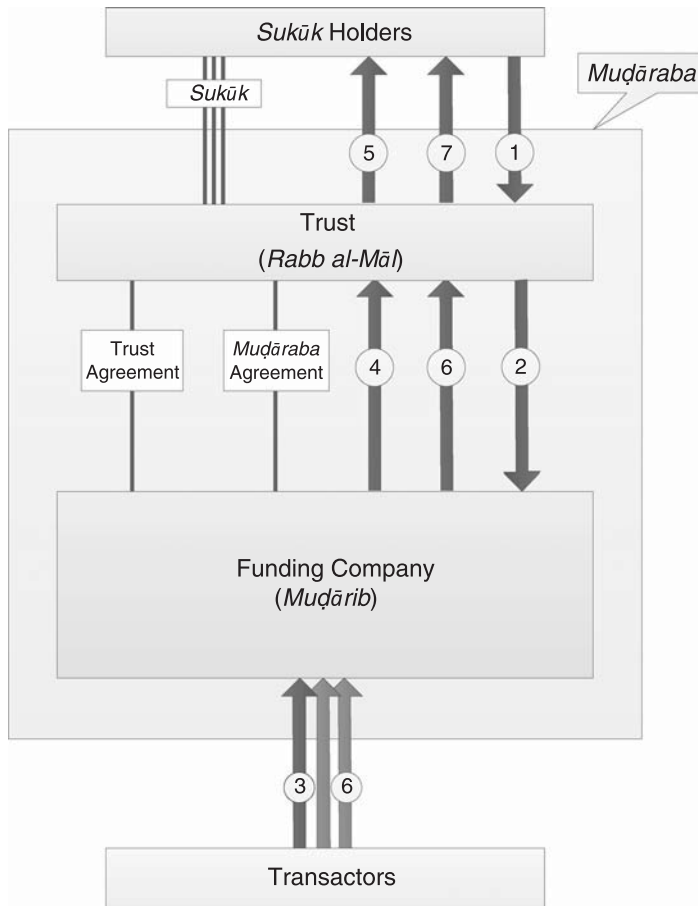 Sukūk Holders
Muḍāraba
Sukūk
5
7
1
Trust
(Rabb al-Māl)
Trust
Agreement
Muḍāraba
Agreement
4
6
2
Funding Company
(Muḍārib)
3
6
Transactors